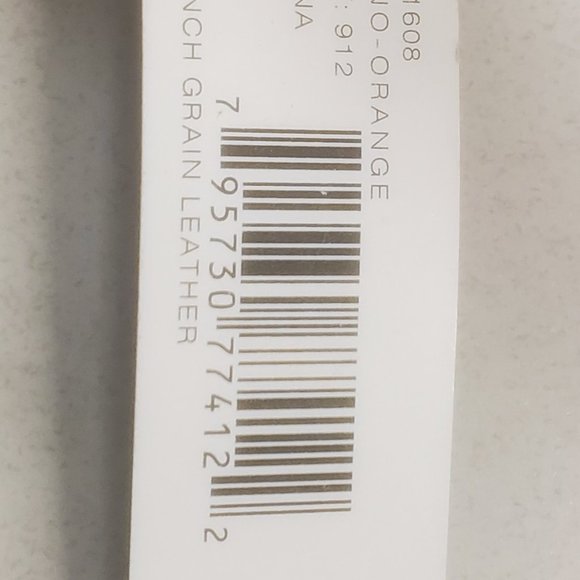 1608
NO-ORANGE
: 912
NA
7 95730 77412 2
NCH GRAIN LEATHER